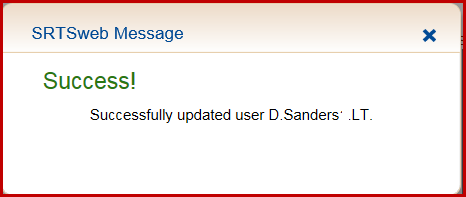 SRTSweb Message
Success!
Successfully updated user D.Sanders' .LT.